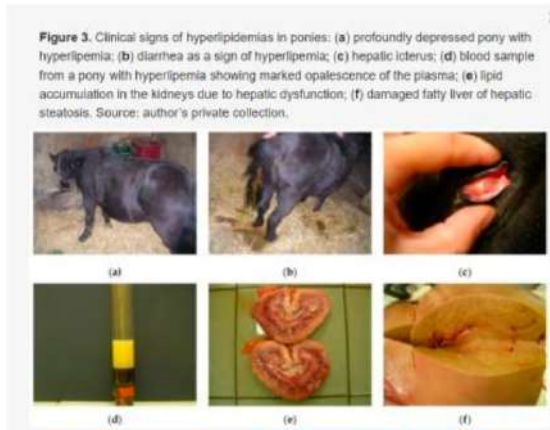 Figure 3. Clinical signs of hyperlipidemias in ponies: (a) profoundly depressed pony with
hyperlipemia; (b) diarrhea as a sign of hyperlipemia; (c) hepatic icterus; (d) blood sample
from a pony with hyperlipemia showing marked opalescence of the plasma; (e) lipid
accumulation in the kidneys due to hepatic dysfunction; (f) damaged fatty liver of hepatic
steatosis. Source: author's private collection.
(a) (b) (c)
(d) (e) (f)